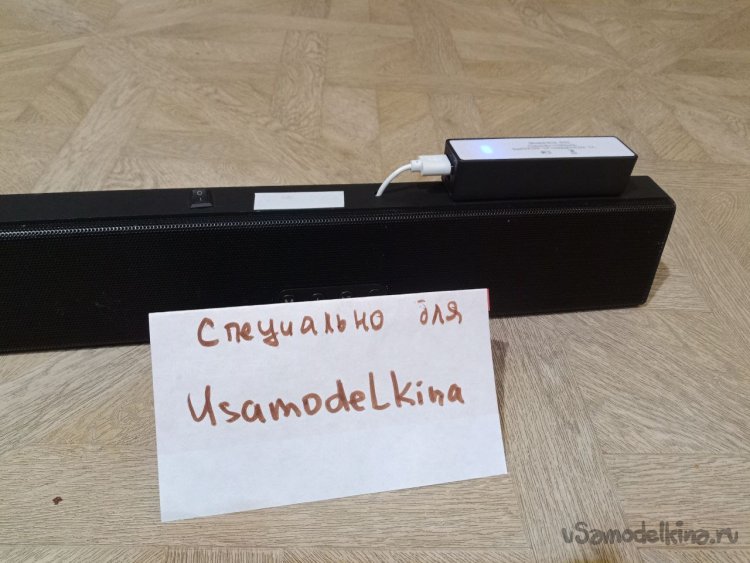 Специально для
UsamodeLkina
uSamodelkina.ru